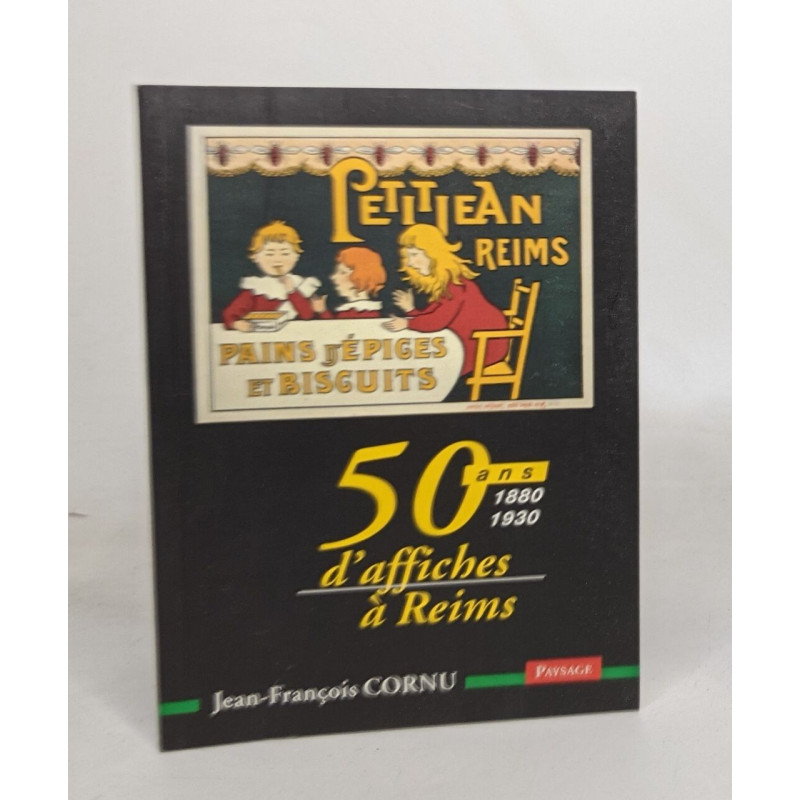 PETITJEAN
REIMS
PAINS D'ÉPICES
ET BISCUITS
50 ans
1880
1930
d'affiches
à Reims
Jean-François CORNU
PAYSAGE